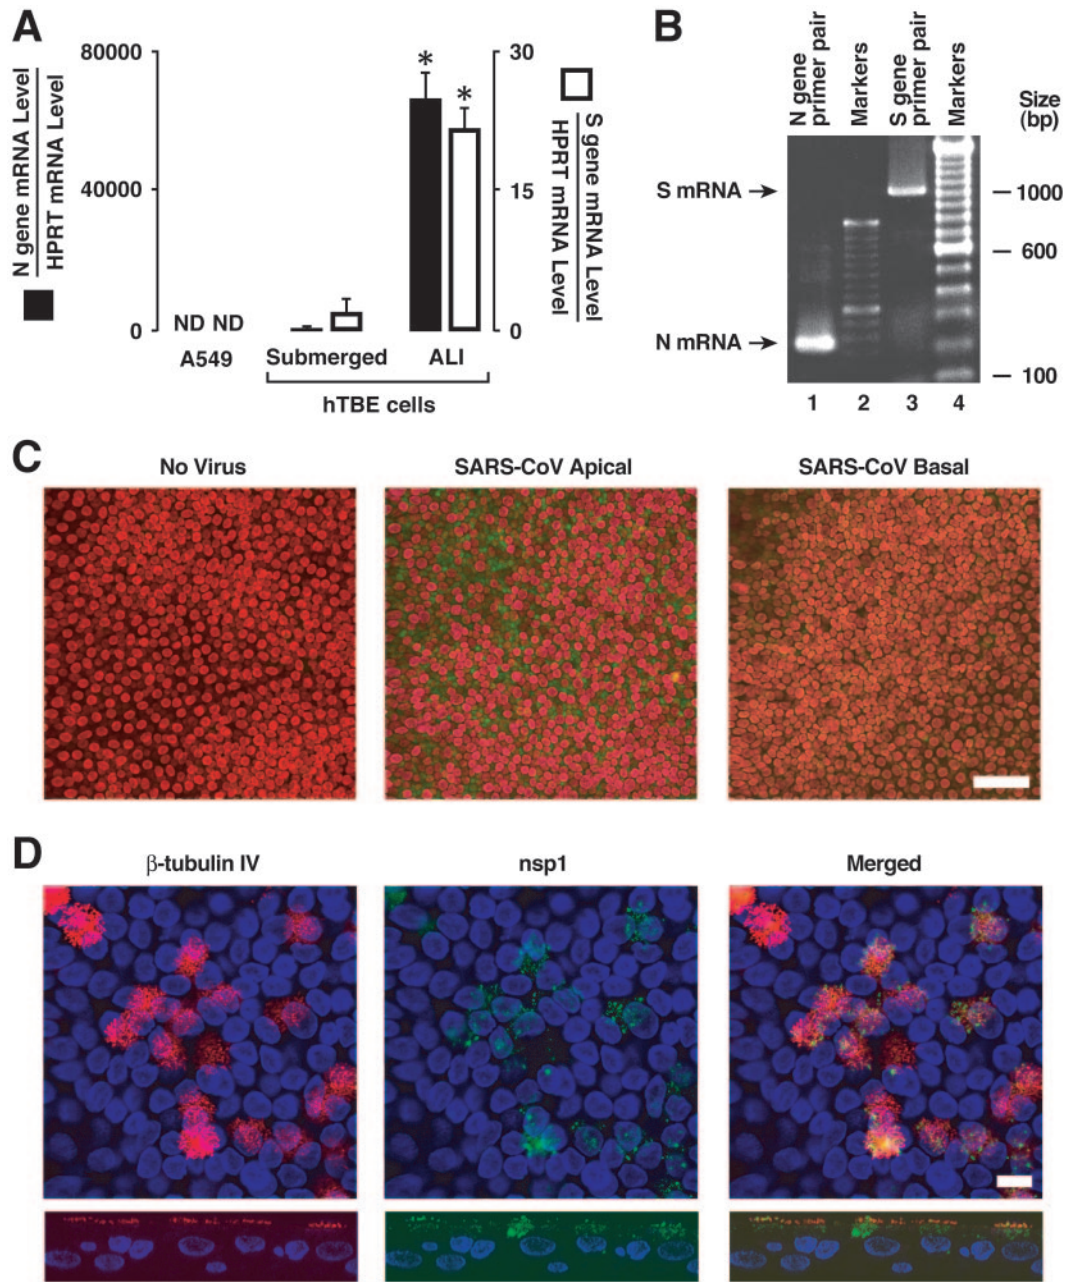 A
80000
40000
0
N gene mRNA Level
HPRT mRNA Level
30
15
0
S gene mRNA Level
HPRT mRNA Level
* *
ND ND
A549
Submerged
ALI
hTBE cells
B
N gene
primer pair
Markers
S gene
primer pair
Markers
Size
(bp)
S mRNA
1000
600
N mRNA
100
1 2 3 4
C
No Virus
SARS-CoV Apical
SARS-CoV Basal
D
β-tubulin IV
nsp1
Merged